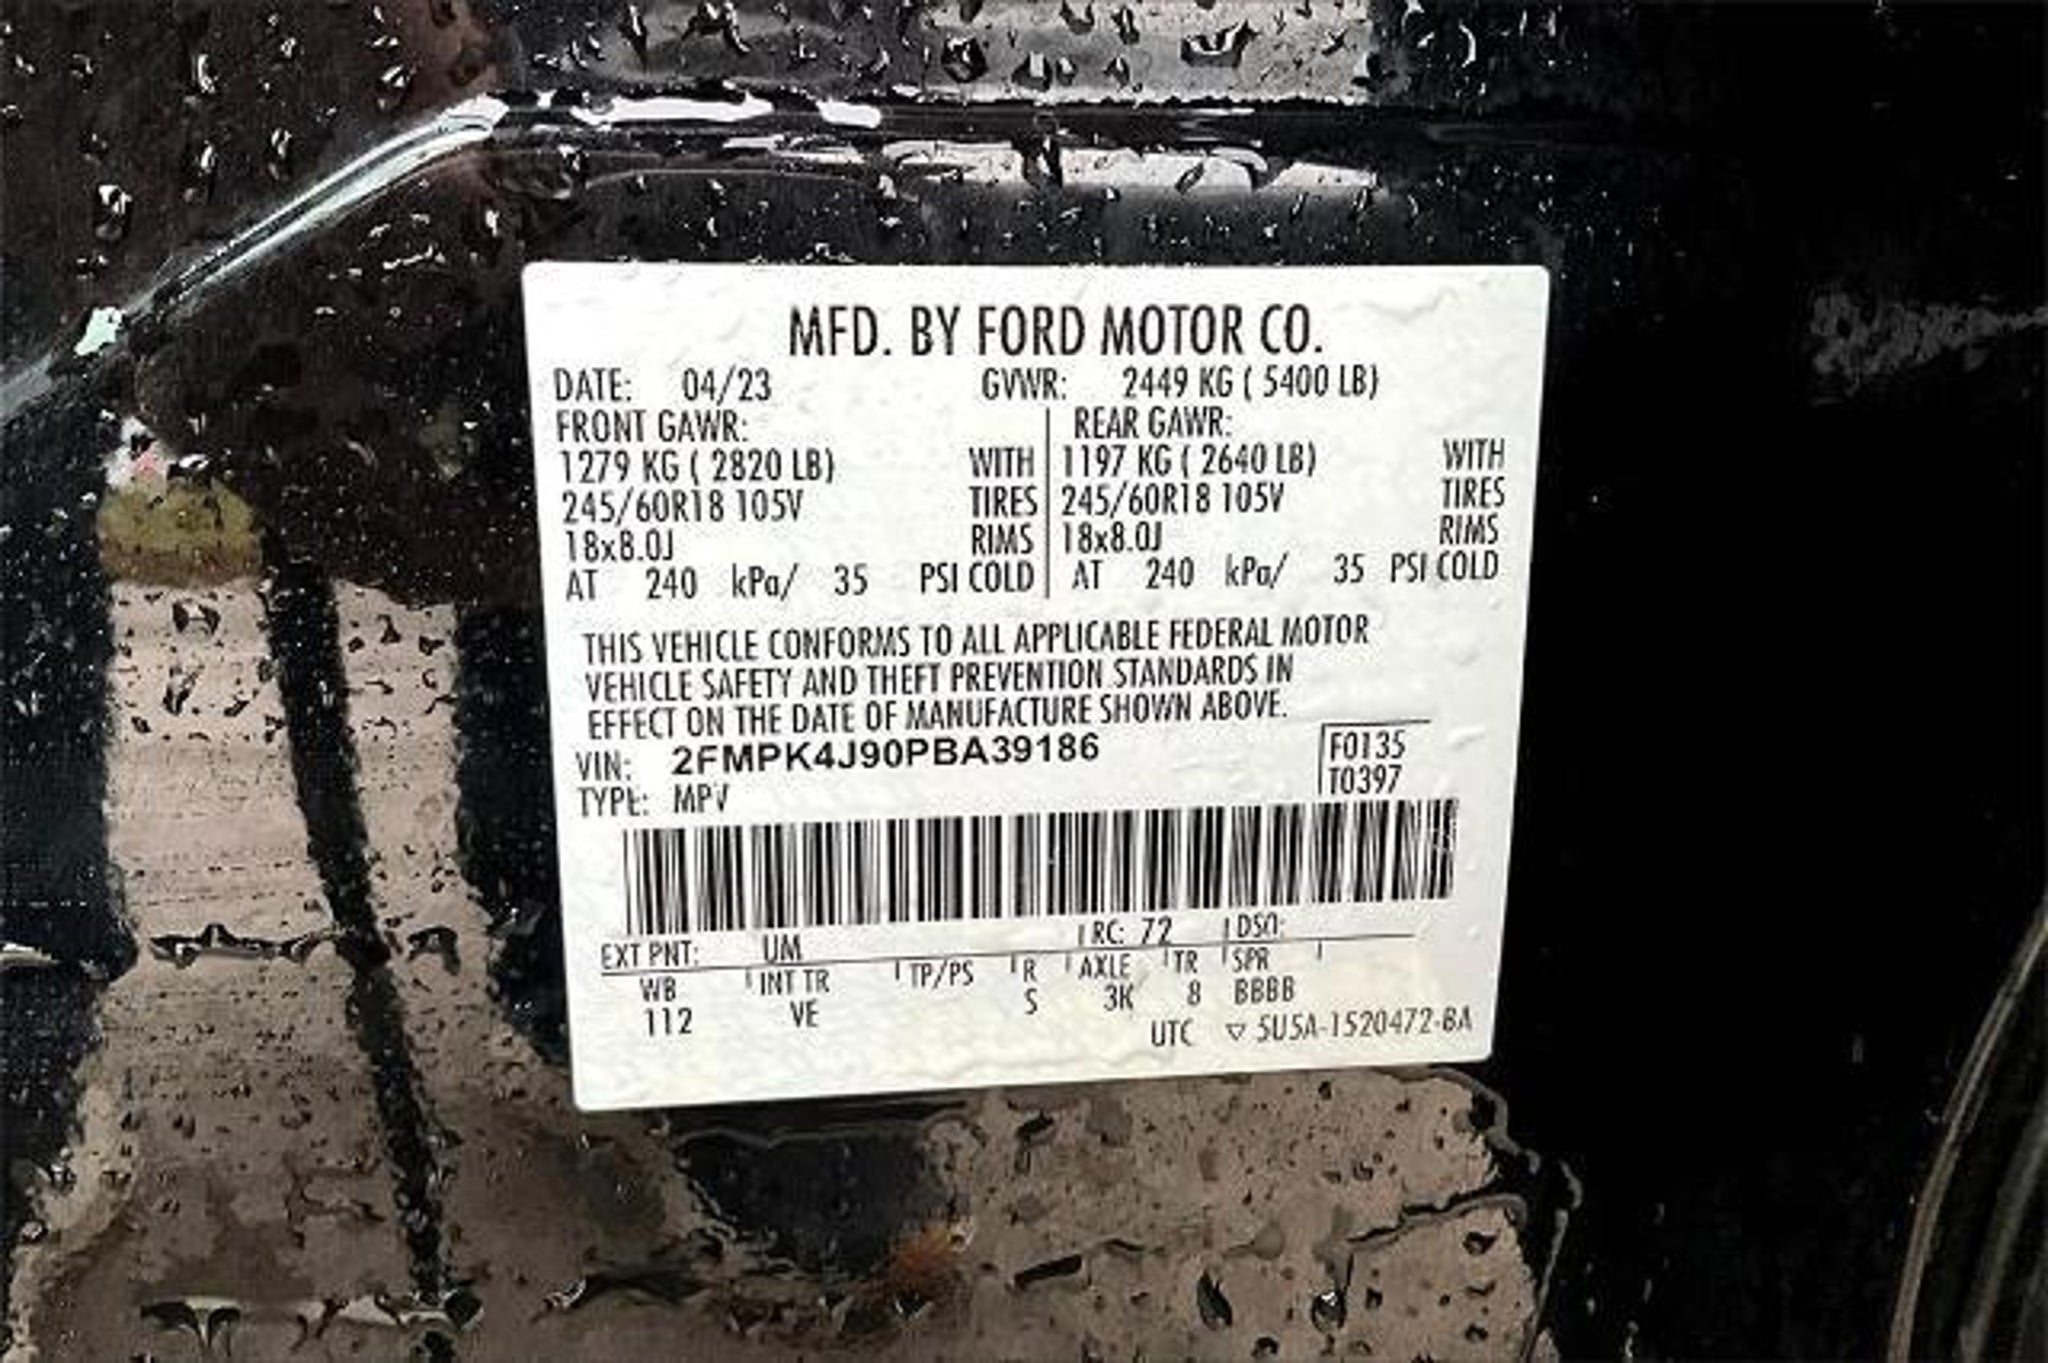 MFD. BY FORD MOTOR CO.
DATE: 04/23 GVWR: 2449 KG ( 5400 LB)
FRONT GAWR: REAR GAWR:
1279 KG ( 2820 LB) WITH 1197 KG ( 2640 LB) WITH
245/60R18 105V TIRES 245/60R18 105V TIRES
18x8.0J RIMS 18x8.0J RIMS
AT 240 kPa/ 35 PSI COLD AT 240 kPa/ 35 PSI COLD
THIS VEHICLE CONFORMS TO ALL APPLICABLE FEDERAL MOTOR
VEHICLE SAFETY AND THEFT PREVENTION STANDARDS IN
EFFECT ON THE DATE OF MANUFACTURE SHOWN ABOVE.
VIN: 2FMPK4J90PBA39186 F0135
TYPE: MPV T0397
EXT PNT: UM RC: 72 DSO:
WB INT TR TP/PS R AXLE TR SPR
112 VE S 3K 8 BBBB
UTC ▽ 5U5A-1520472-BA